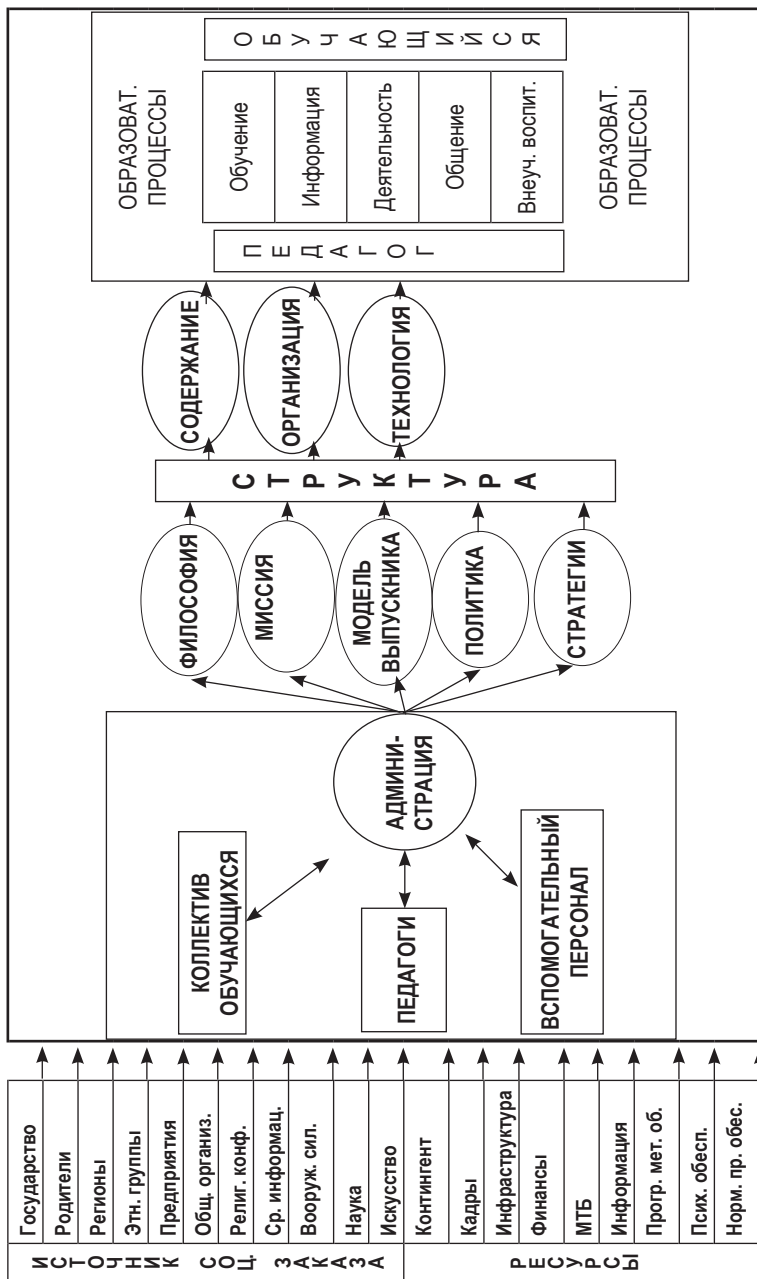 ИСТОЧНИК СОЦ. ЗАКАЗА
Государство
Родители
Регионы
Этн. группы
Предприятия
Общ. организ.
Религ. конф.
Ср. информац.
Вооруж. сил.
Наука
Искусство
РЕСУРСЫ
Контингент
Кадры
Инфраструктура
Финансы
МТБ
Информация
Прогр. мет. об.
Псих. обесп.
Норм. пр. обес.
КОЛЛЕКТИВ
ОБУЧАЮЩИХСЯ
ПЕДАГОГИ
ВСПОМОГАТЕЛЬНЫЙ
ПЕРСОНАЛ
АДМИНИ-
СТРАЦИЯ
ФИЛОСОФИЯ
МИССИЯ
МОДЕЛЬ
ВЫПУСКНИКА
ПОЛИТИКА
СТРАТЕГИИ
СТРУКТУРА
СОДЕРЖАНИЕ
ОРГАНИЗАЦИЯ
ТЕХНОЛОГИЯ
ОБРАЗОВАТ.
ПРОЦЕССЫ
ПЕДАГОГ
Обучение
Информация
Деятельность
Общение
Внеуч. воспит.
ОБУЧАЮЩИЙСЯ
ОБРАЗОВАТ.
ПРОЦЕССЫ